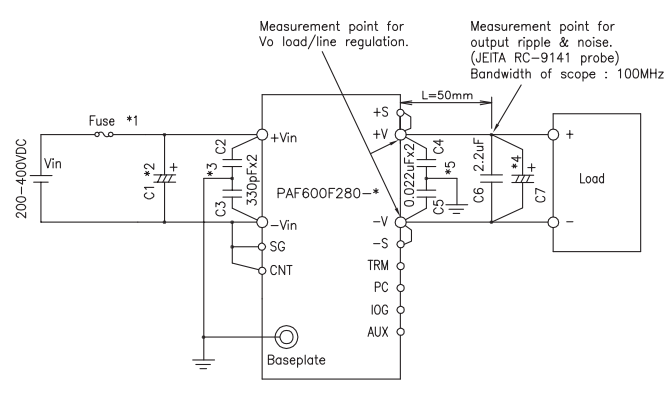 Measurement point for
Vo load/line regulation.
Measurement point for
output ripple & noise.
(JEITA RC-9141 probe)
Bandwidth of scope : 100MHz
L=50mm
Fuse *1
200-400VDC
Vin
C1 *2
+
C2
*3
330pFx2
C3
+Vin
-Vin
SG
CNT
PAF600F280-*
Baseplate
+S
+V
-V
-S
TRM
PC
IOG
AUX
C4
0.022uFx2
*5
C5
2.2uF
C6
*4
+
C7
+
Load
-